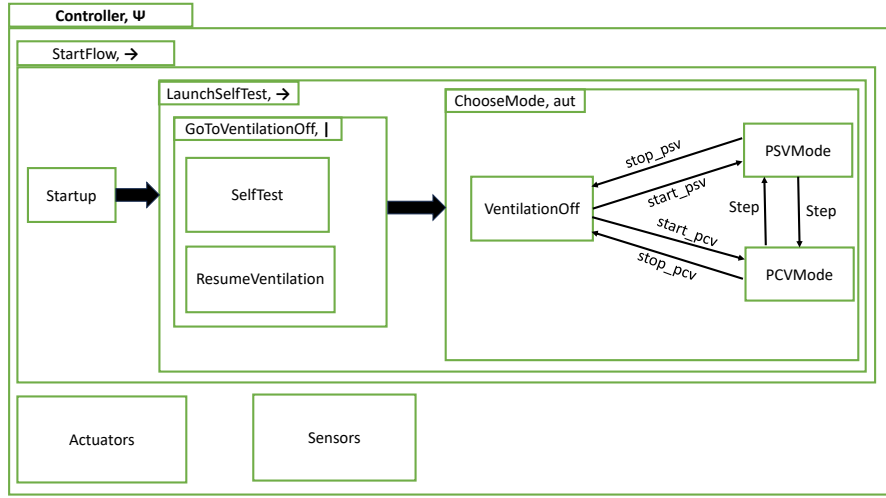 Controller, Ψ
StartFlow, →
LaunchSelfTest, →
ChooseMode, aut
GoToVentilationOff, |
Startup
SelfTest
ResumeVentilation
VentilationOff
stop_psv
start_psv
start_pcv
stop_pcv
PSVMode
Step
Step
PCVMode
Actuators
Sensors